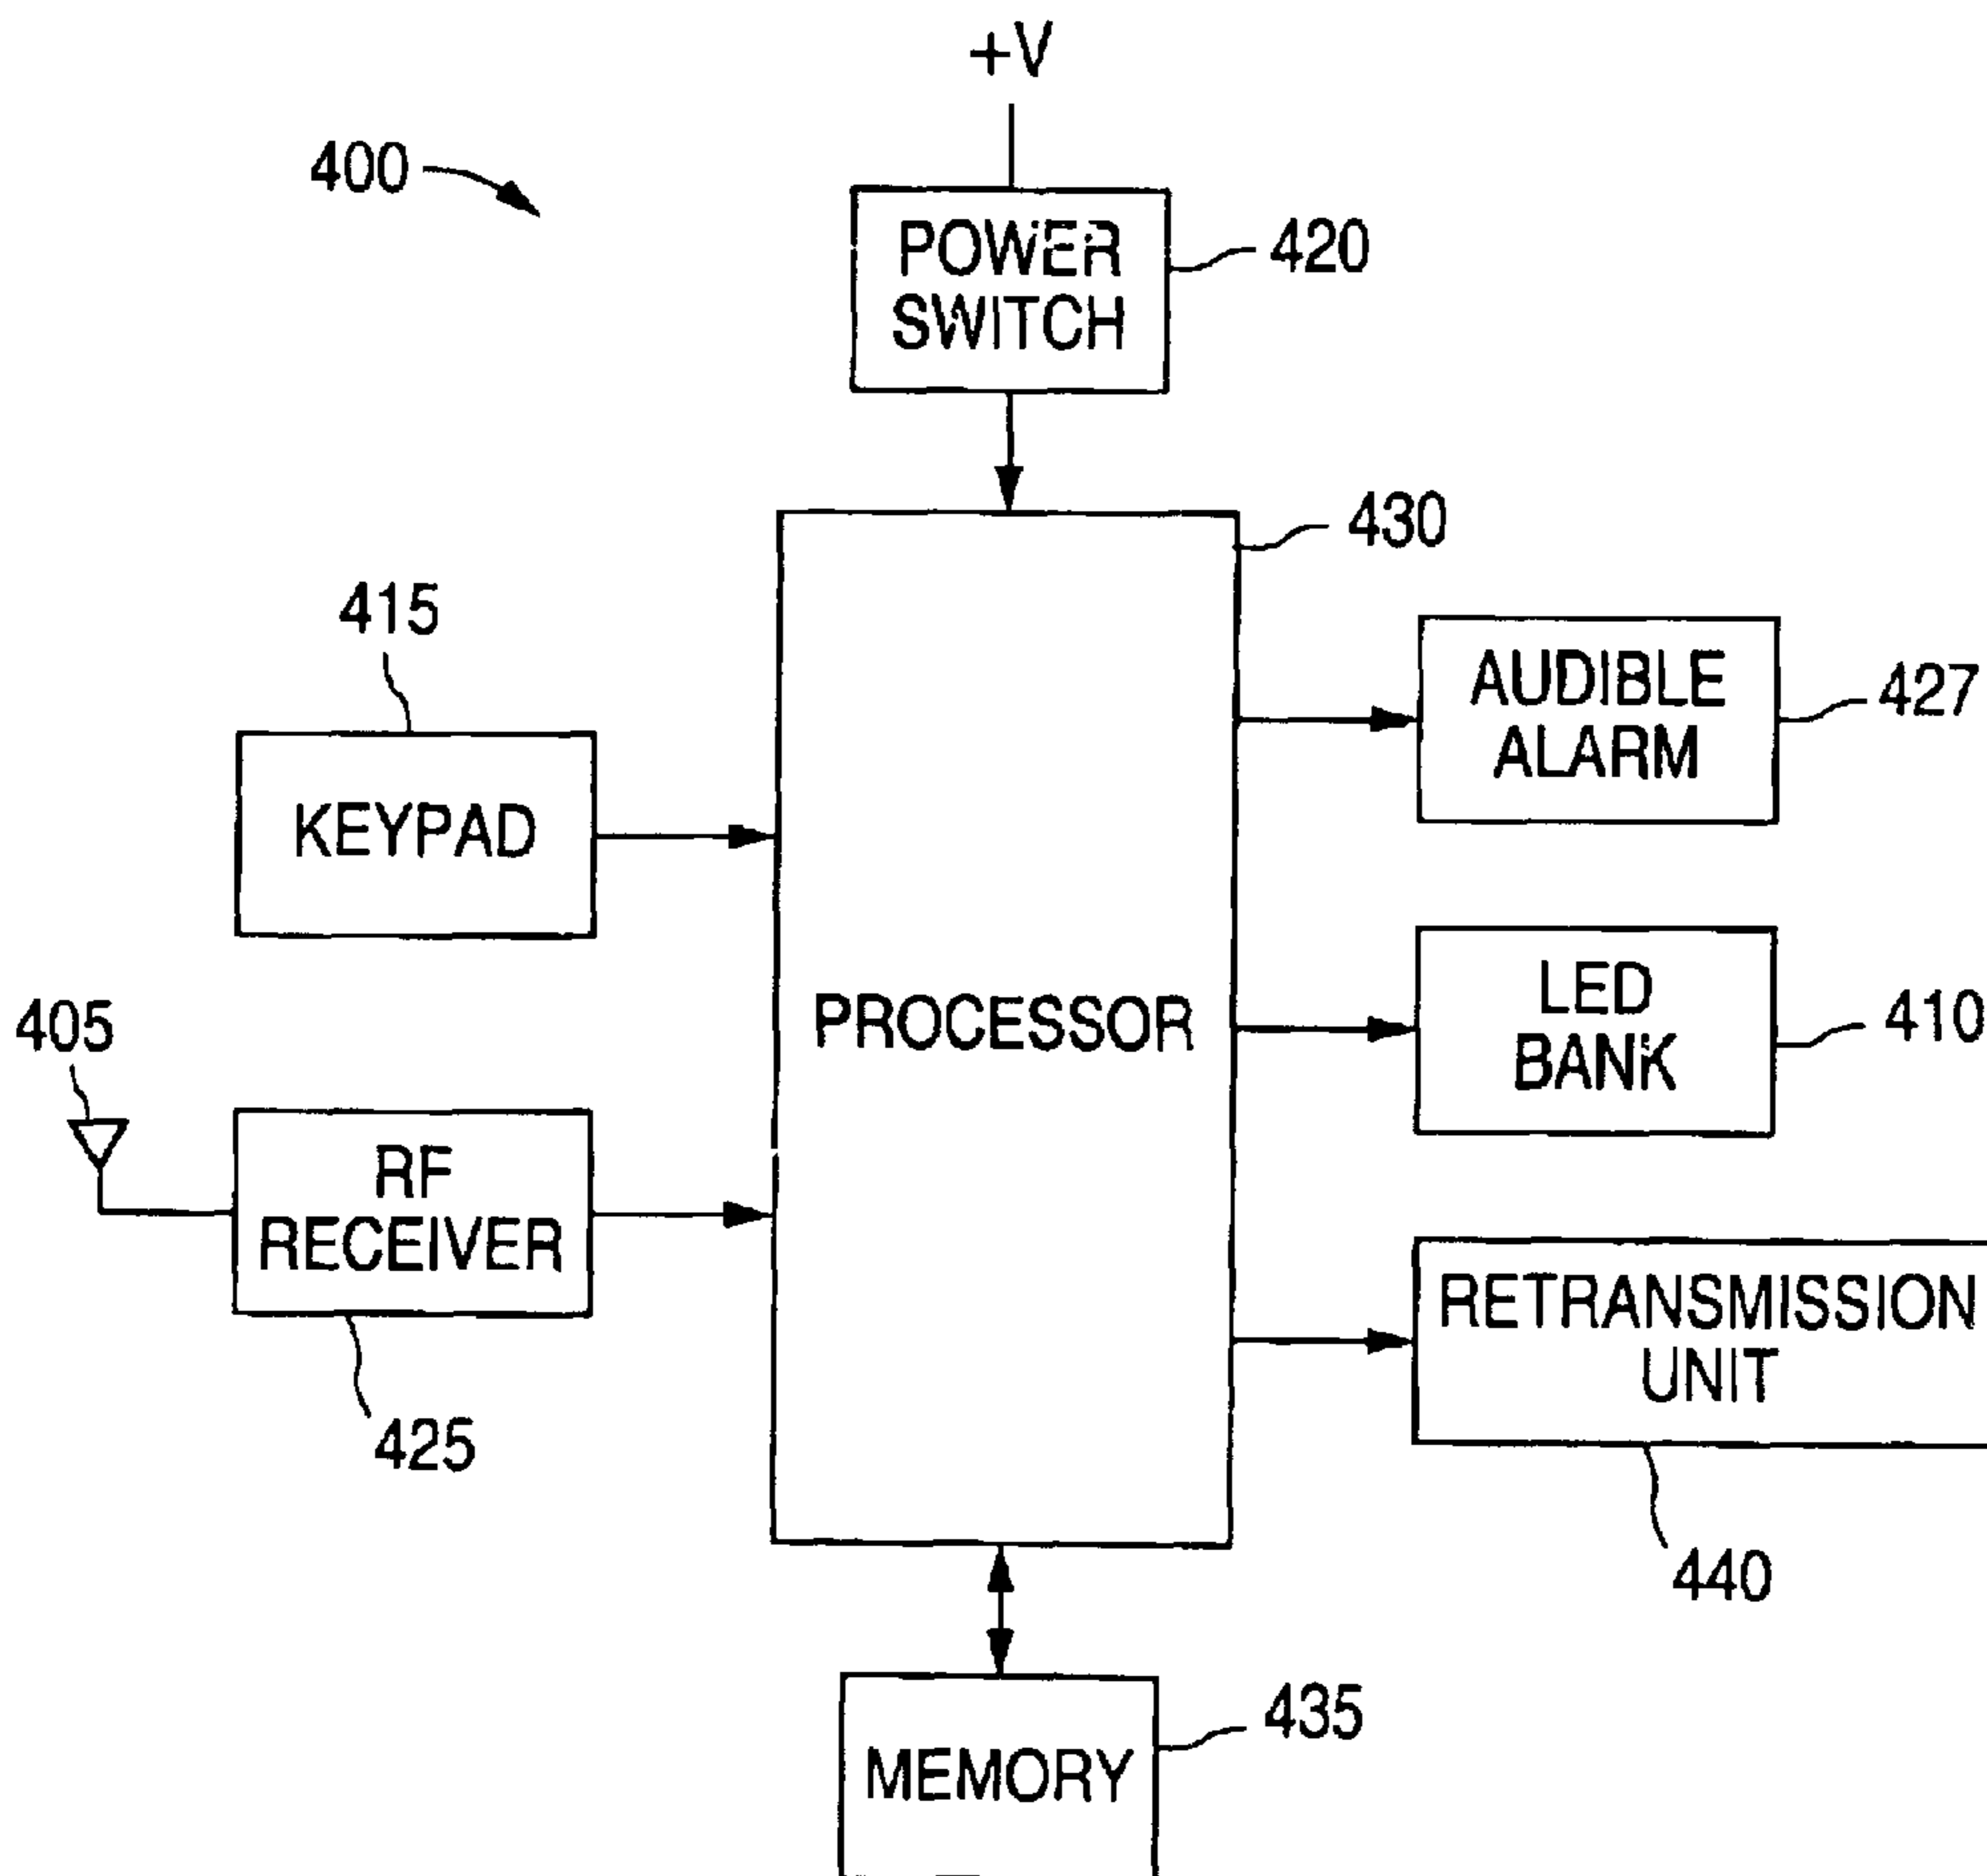 +V
400
POWER
SWITCH
420
430
415
AUDIBLE
ALARM
427
KEYPAD
LED
BANK
410
PROCESSOR
405
RF
RECEIVER
425
RETRANSMISSION
UNIT
440
435
MEMORY